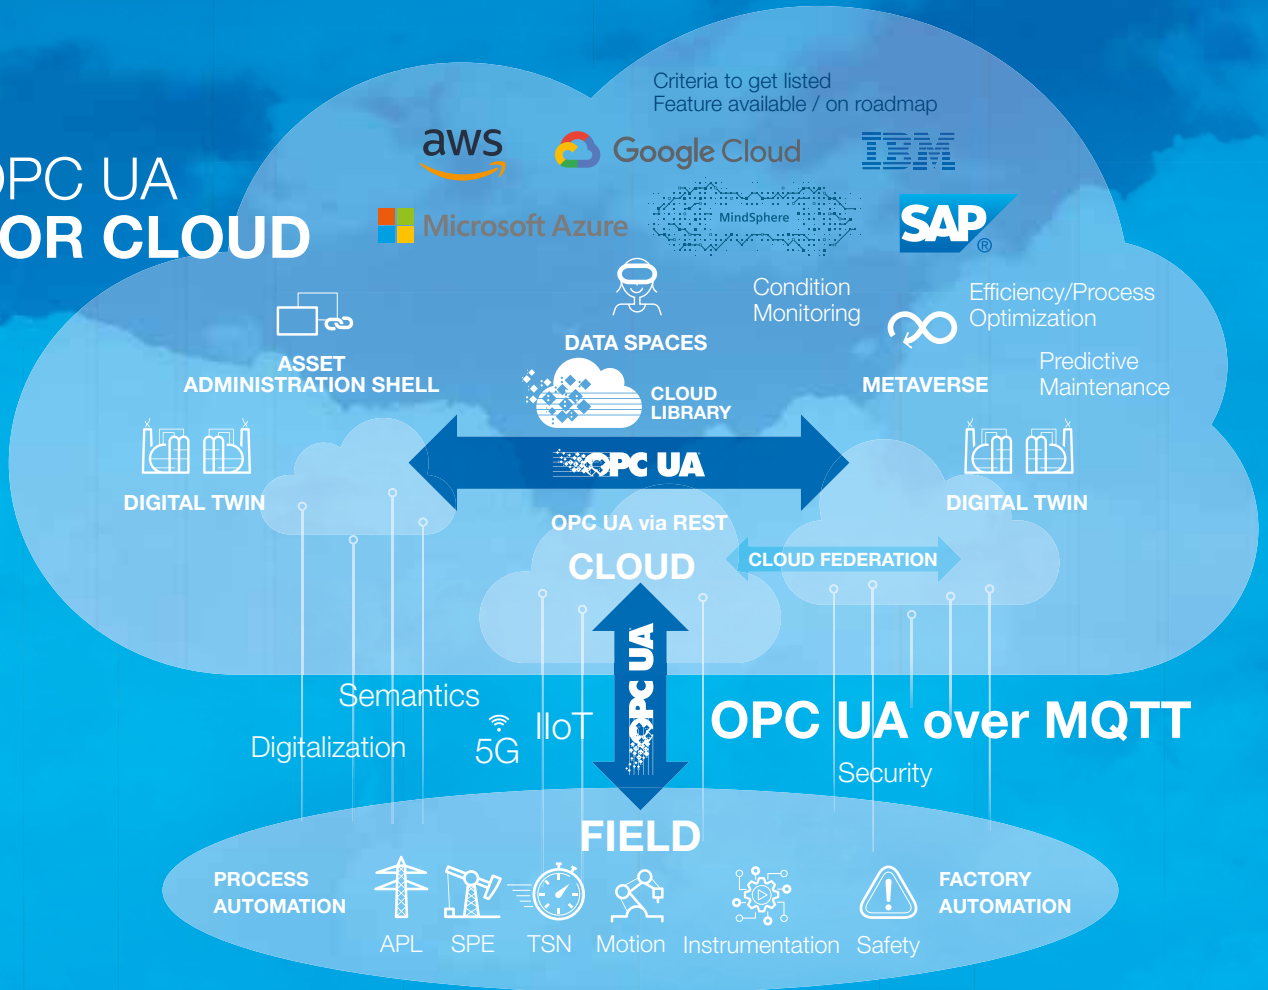 Criteria to get listed
Feature available / on roadmap
aws
Google Cloud
IBM
OPC UA
OR CLOUD
Microsoft Azure
MindSphere
SAP®
Condition
Monitoring
Efficiency/Process
Optimization
DATA SPACES
ASSET
ADMINISTRATION SHELL
CLOUD
LIBRARY
METAVERSE
Predictive
Maintenance
OPC UA
DIGITAL TWIN
DIGITAL TWIN
OPC UA via REST
CLOUD
CLOUD FEDERATION
OPC UA
Semantics
Digitalization
5G
IIoT
OPC UA over MQTT
Security
FIELD
PROCESS
AUTOMATION
FACTORY
AUTOMATION
APL
SPE
TSN
Motion
Instrumentation
Safety